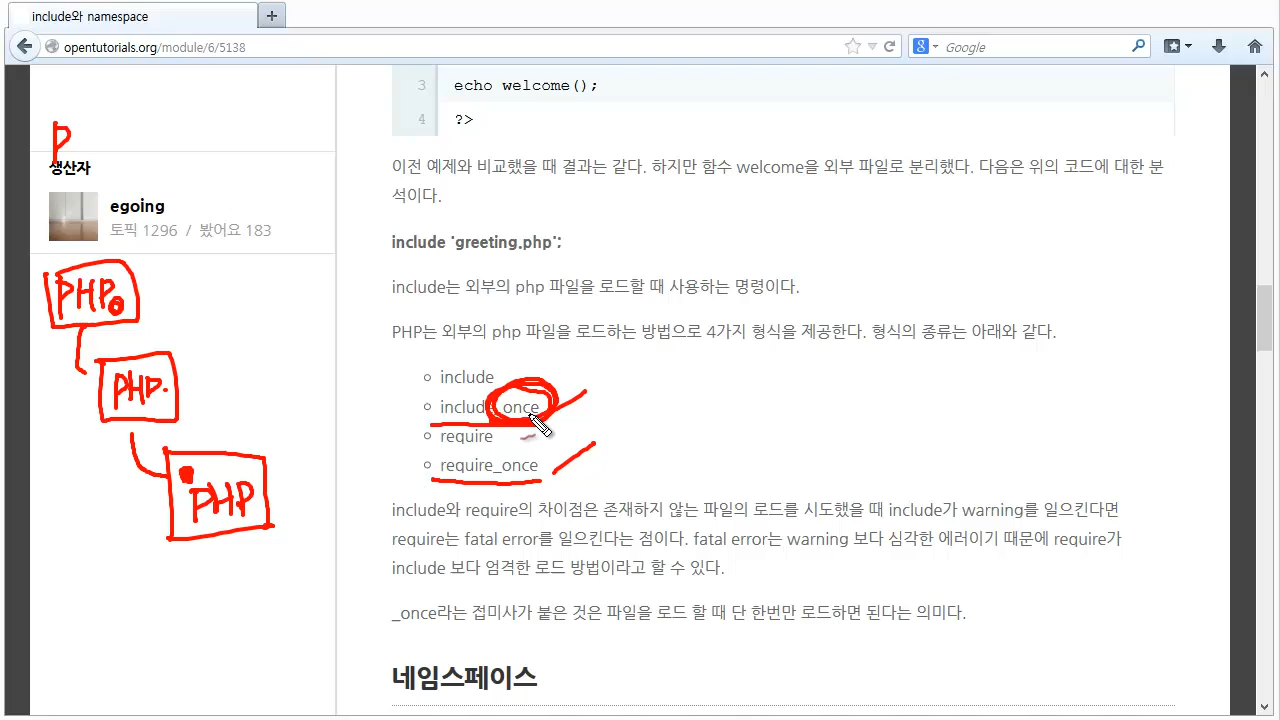 include와 namespace
opentutorials.org/module/6/5138
Google
3 echo welcome();
4 ?>
P
생산자
egoing
토픽 1296 / 봤어요 183
PHP
PHP
PHP
이전 예제와 비교했을 때 결과는 같다. 하지만 함수 welcome을 외부 파일로 분리했다. 다음은 위의 코드에 대한 분
석이다.
include 'greeting.php';
include는 외부의 php 파일을 로드할 때 사용하는 명령이다.
PHP는 외부의 php 파일을 로드하는 방법으로 4가지 형식을 제공한다. 형식의 종류는 아래와 같다.
include
include_once
require
require_once
include와 require의 차이점은 존재하지 않는 파일의 로드를 시도했을 때 include가 warning를 일으킨다면
require는 fatal error를 일으킨다는 점이다. fatal error는 warning 보다 심각한 에러이기 때문에 require가
include 보다 엄격한 로드 방법이라고 할 수 있다.
_once라는 접미사가 붙은 것은 파일을 로드 할 때 단 한번만 로드하면 된다는 의미다.
네임스페이스